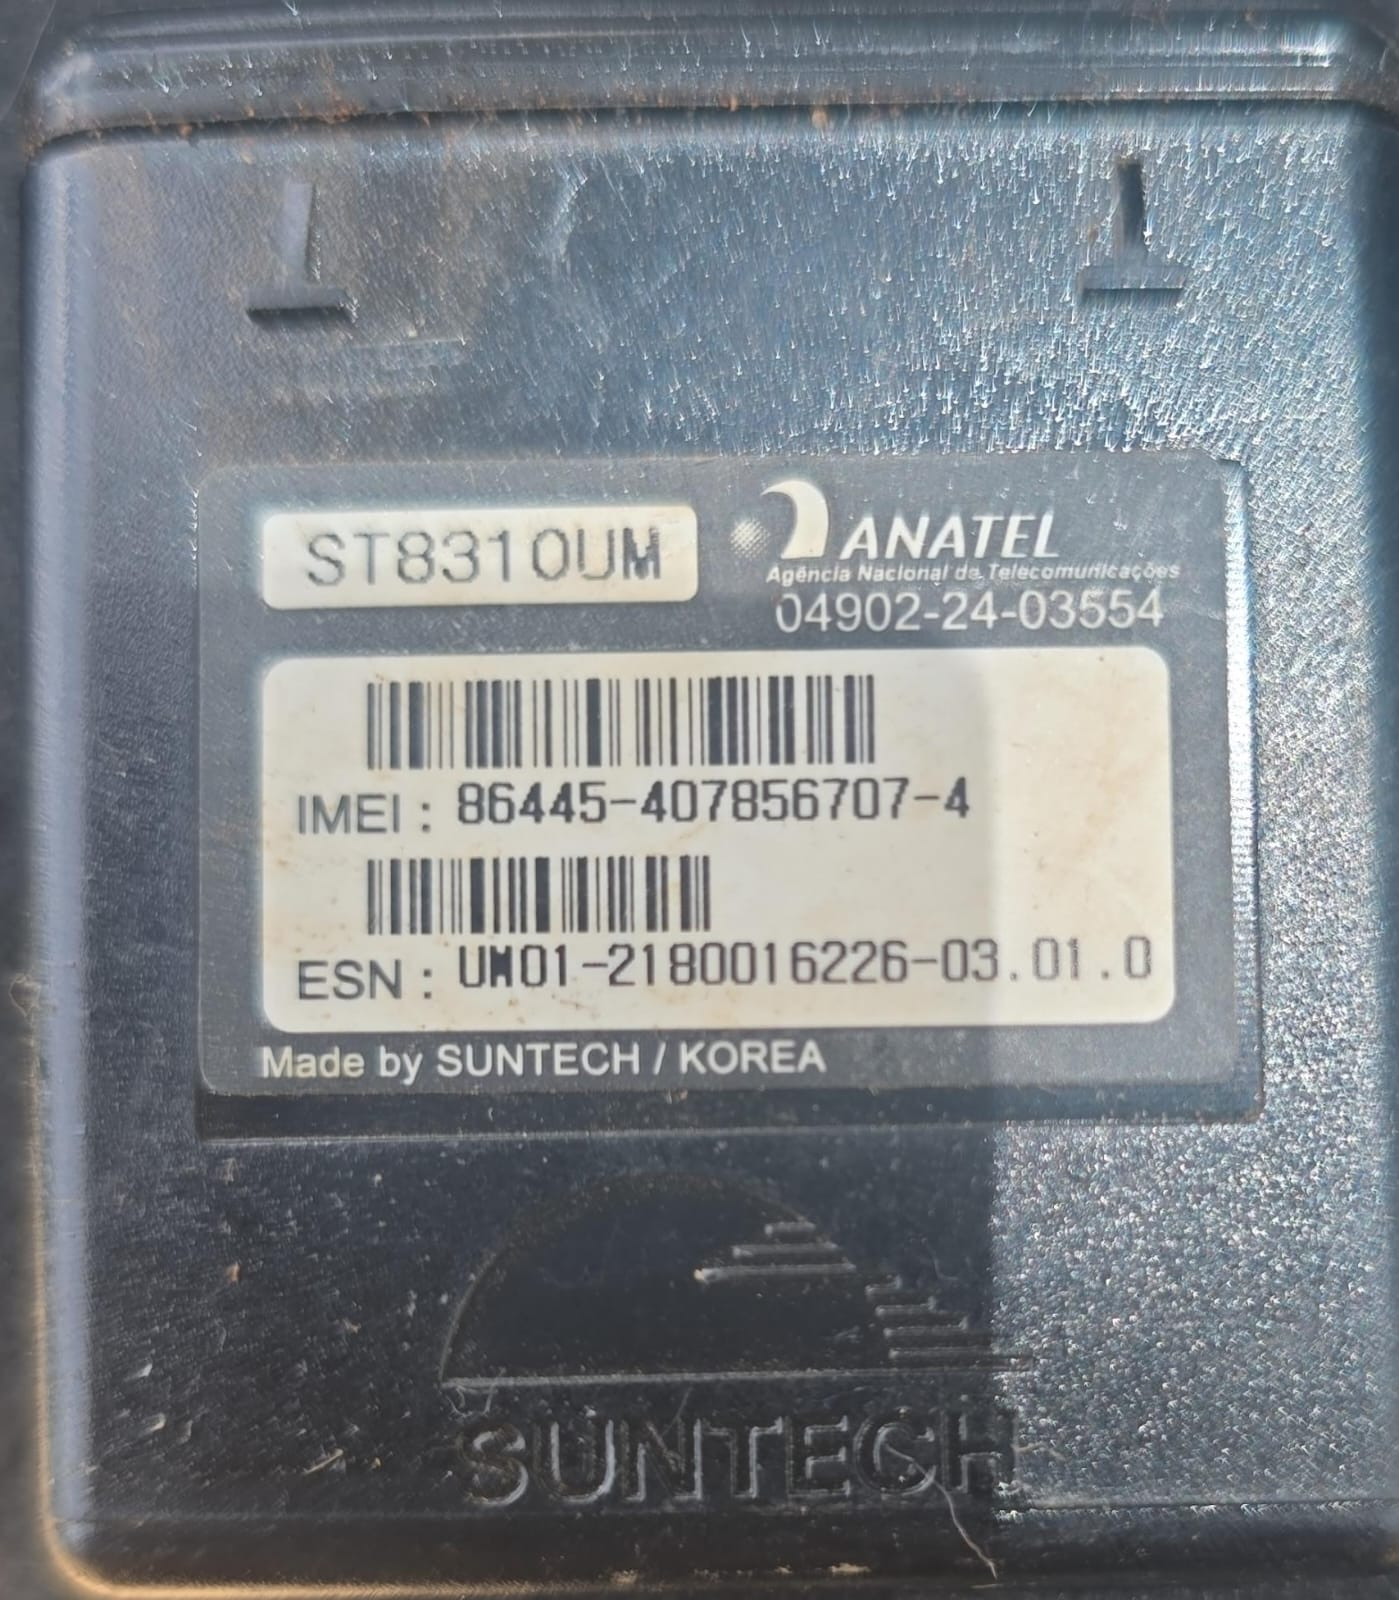 ST8310UM
ANATEL
Agência Nacional de Telecomunicações
04902-24-03554
IMEI : 86445-407856707-4
ESN : UM01-2180016226-03.01.0
Made by SUNTECH / KOREA
SUNTECH